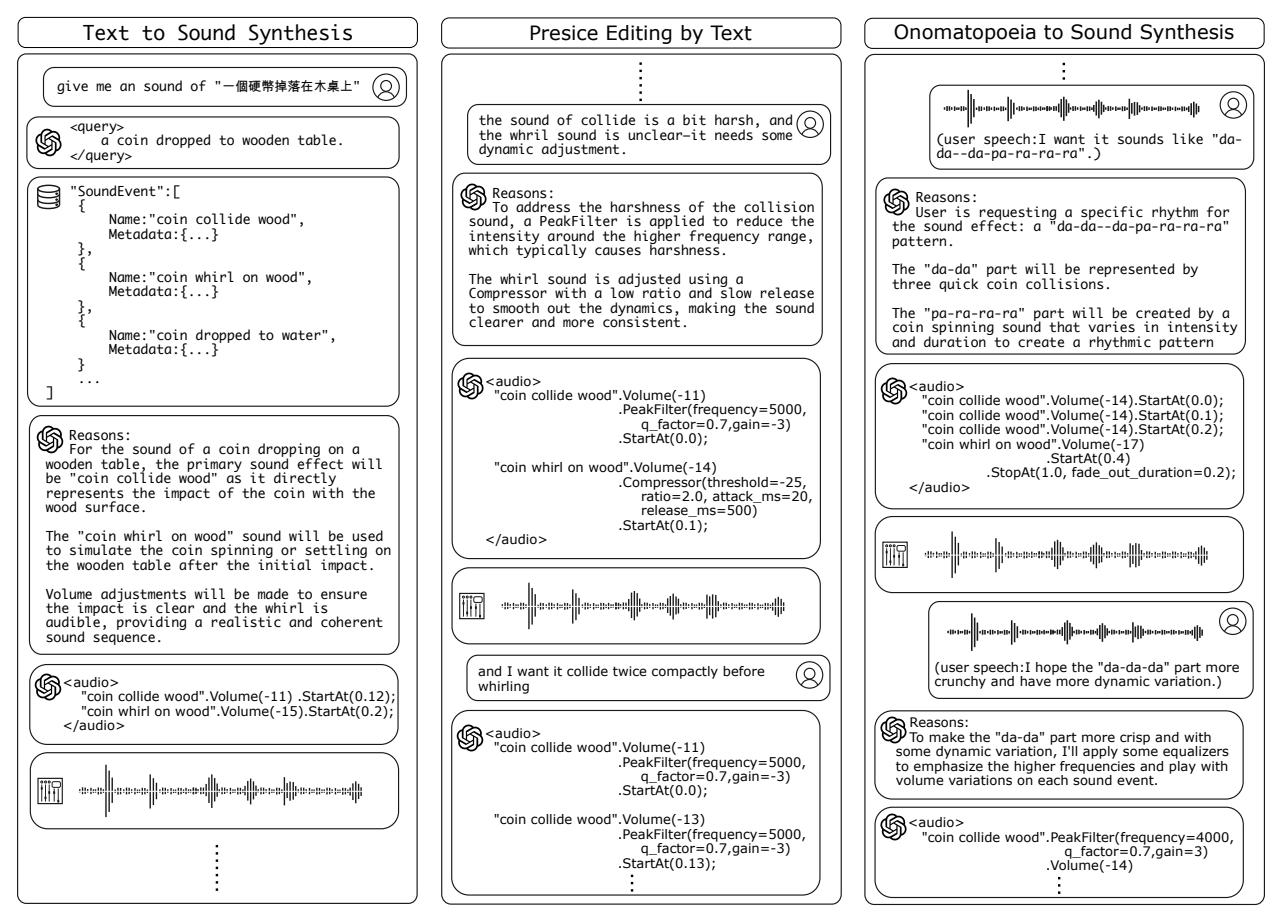 Text to Sound Synthesis
give me an sound of "一個硬幣掉落在木桌上"
<query>
a coin dropped to wooden table.
</query>
"SoundEvent":[
{
Name:"coin collide wood",
Metadata:{...}
},
{
Name:"coin whirl on wood",
Metadata:{...}
},
{
Name:"coin dropped to water",
Metadata:{...}
}
...
]
Reasons:
For the sound of a coin dropping on a
wooden table, the primary sound effect will
be "coin collide wood" as it directly
represents the impact of the coin with the
wood surface.
The "coin whirl on wood" sound will be used
to simulate the coin spinning or settling on
the wooden table after the initial impact.
Volume adjustments will be made to ensure
the impact is clear and the whirl is
audible, providing a realistic and coherent
sound sequence.
<audio>
"coin collide wood".Volume(-11) .StartAt(0.12);
"coin whirl on wood".Volume(-15).StartAt(0.2);
</audio>
Presice Editing by Text
the sound of collide is a bit harsh, and
the whril sound is unclear—it needs some
dynamic adjustment.
Reasons:
To address the harshness of the collision
sound, a PeakFilter is applied to reduce the
intensity around the higher frequency range,
which typically causes harshness.
The whirl sound is adjusted using a
Compressor with a low ratio and slow release
to smooth out the dynamics, making the sound
clearer and more consistent.
<audio>
"coin collide wood".Volume(-11)
.PeakFilter(frequency=5000,
q_factor=0.7,gain=-3)
.StartAt(0.0);
"coin whirl on wood".Volume(-14)
.Compressor(threshold=-25,
ratio=2.0, attack_ms=20,
release_ms=500)
.StartAt(0.1);
</audio>
and I want it collide twice compactly before
whirling
<audio>
"coin collide wood".Volume(-11)
.PeakFilter(frequency=5000,
q_factor=0.7,gain=-3)
.StartAt(0.0);
"coin collide wood".Volume(-13)
.PeakFilter(frequency=5000,
q_factor=0.7,gain=-3)
.StartAt(0.13);
Onomatopoeia to Sound Synthesis
(user speech:I want it sounds like "da-
da--da-pa-ra-ra-ra".)
Reasons:
User is requesting a specific rhythm for
the sound effect: a "da-da--da-pa-ra-ra-ra"
pattern.
The "da-da" part will be represented by
three quick coin collisions.
The "pa-ra-ra-ra" part will be created by a
coin spinning sound that varies in intensity
and duration to create a rhythmic pattern
<audio>
"coin collide wood".Volume(-14).StartAt(0.0);
"coin collide wood".Volume(-14).StartAt(0.1);
"coin collide wood".Volume(-14).StartAt(0.2);
"coin whirl on wood".Volume(-17)
.StartAt(0.4)
.StopAt(1.0, fade_out_duration=0.2);
</audio>
(user speech:I hope the "da-da-da" part more
crunchy and have more dynamic variation.)
Reasons:
To make the "da-da" part more crisp and with
some dynamic variation, I'll apply some equalizers
to emphasize the higher frequencies and play with
volume variations on each sound event.
<audio>
"coin collide wood".PeakFilter(frequency=4000,
q_factor=0.7,gain=3)
.Volume(-14)